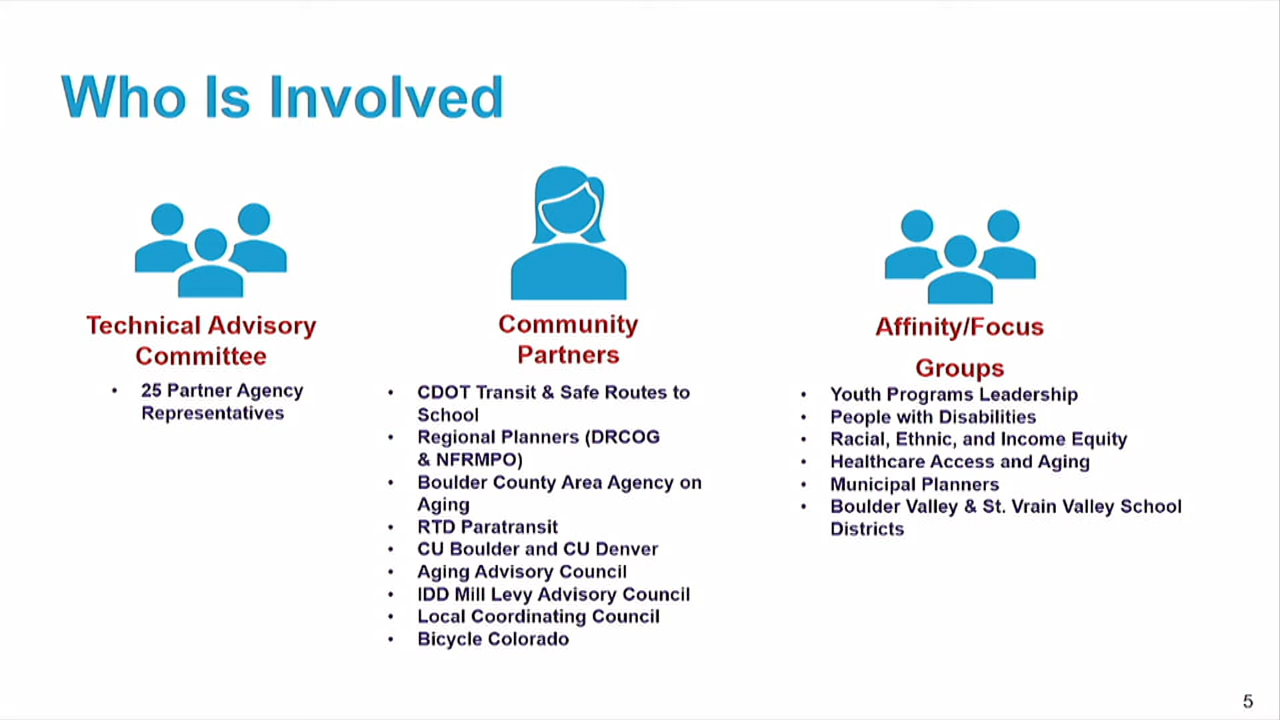 Who Is Involved
Technical Advisory
Committee
• 25 Partner Agency
Representatives
Community
Partners
• CDOT Transit & Safe Routes to
School
• Regional Planners (DRCOG
& NFRMPO)
• Boulder County Area Agency on
Aging
• RTD Paratransit
• CU Boulder and CU Denver
• Aging Advisory Council
• IDD Mill Levy Advisory Council
• Local Coordinating Council
• Bicycle Colorado
Affinity/Focus
Groups
• Youth Programs Leadership
• People with Disabilities
• Racial, Ethnic, and Income Equity
• Healthcare Access and Aging
• Municipal Planners
• Boulder Valley & St. Vrain Valley School
Districts
5